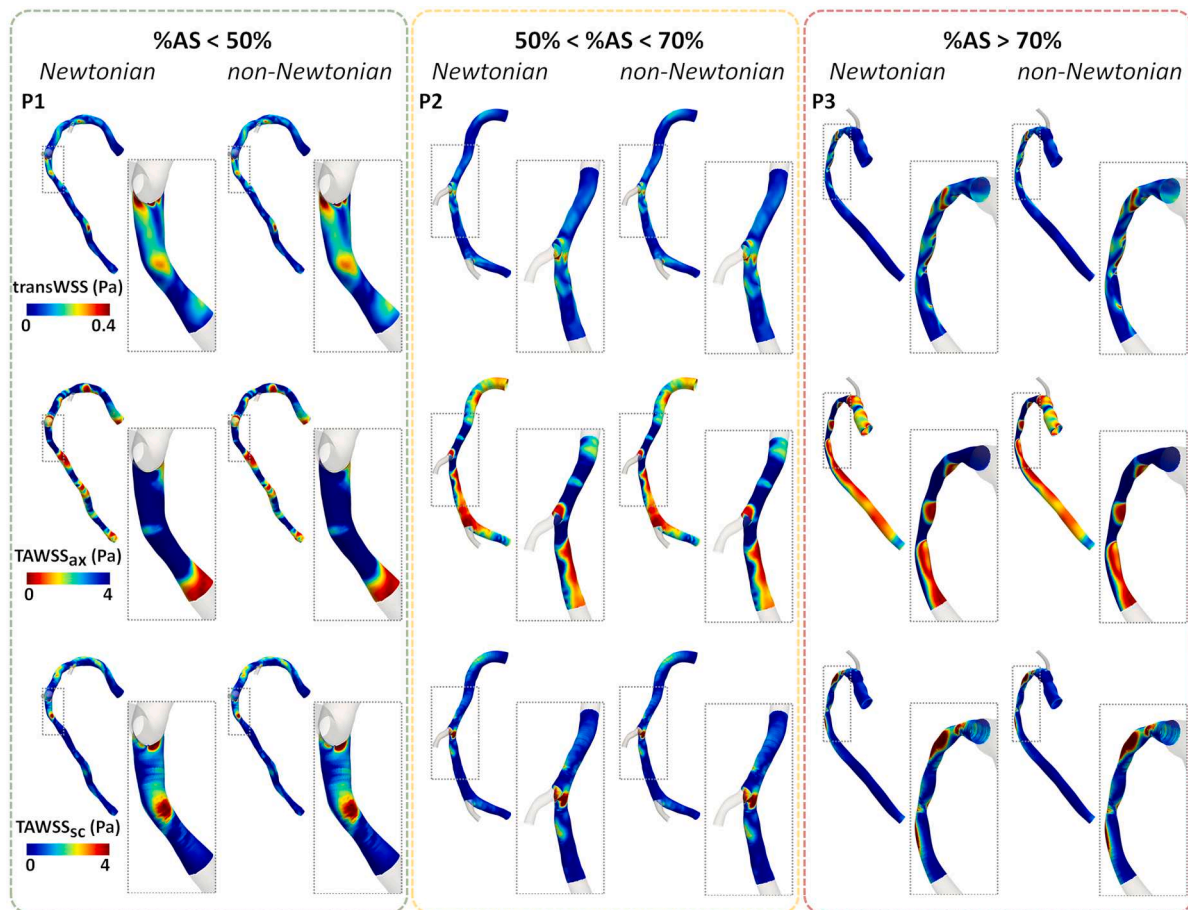 %AS < 50%
Newtonian non-Newtonian
P1
50% < %AS < 70%
Newtonian non-Newtonian
P2
%AS > 70%
Newtonian non-Newtonian
P3
transWSS (Pa)
0 0.4
TAWSSax (Pa)
0 4
TAWSSsc (Pa)
0 4